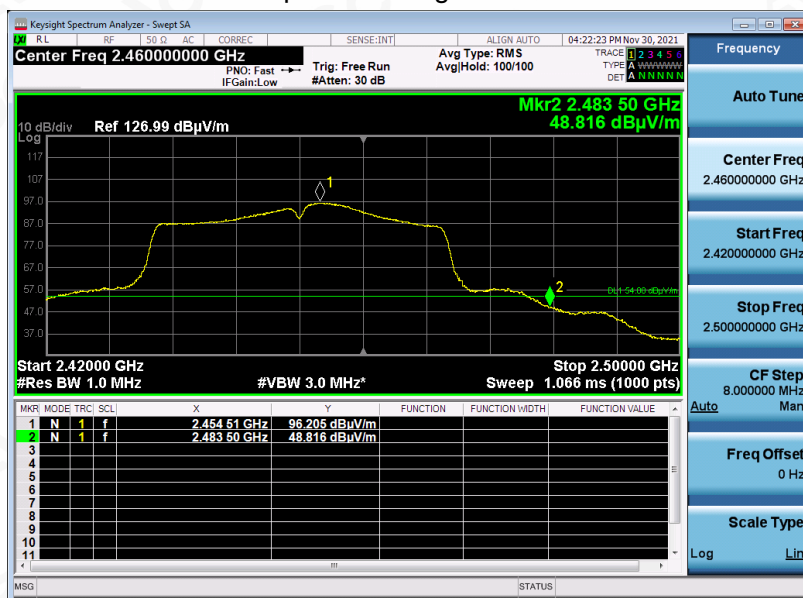 Keysight Spectrum Analyzer - Swept SA
LXI RL RF 50 Ω AC CORREC SENSE:INT ALIGN AUTO 04:22:23 PM Nov 30, 2021
Center Freq 2.460000000 GHz Avg Type: RMS TRACE 1 2 3 4 5 6
PNO: Fast Trig: Free Run Avg|Hold: 100/100 TYPE A WWWWW
IFGain:Low #Atten: 30 dB DET A N N N N N
Mkr2 2.483 50 GHz
10 dB/div Ref 126.99 dBµV/m 48.816 dBµV/m
Log
117
107
1
97.0
87.0
77.0
67.0
57.0 2 DL1 54.00 dBµV/m
47.0
37.0
Start 2.42000 GHz Stop 2.50000 GHz
#Res BW 1.0 MHz #VBW 3.0 MHz* Sweep 1.066 ms (1000 pts)
MKR MODE TRC SCL X Y FUNCTION FUNCTION WIDTH FUNCTION VALUE
1 N 1 f 2.454 51 GHz 96.205 dBµV/m
2 N 1 f 2.483 50 GHz 48.816 dBµV/m
3
4
5
6
7
8
9
10
11
MSG STATUS
Frequency
Auto Tune
Center Freq
2.460000000 GHz
Start Freq
2.420000000 GHz
Stop Freq
2.500000000 GHz
CF Step
8.000000 MHz
Auto Man
Freq Offset
0 Hz
Scale Type
Log Lin